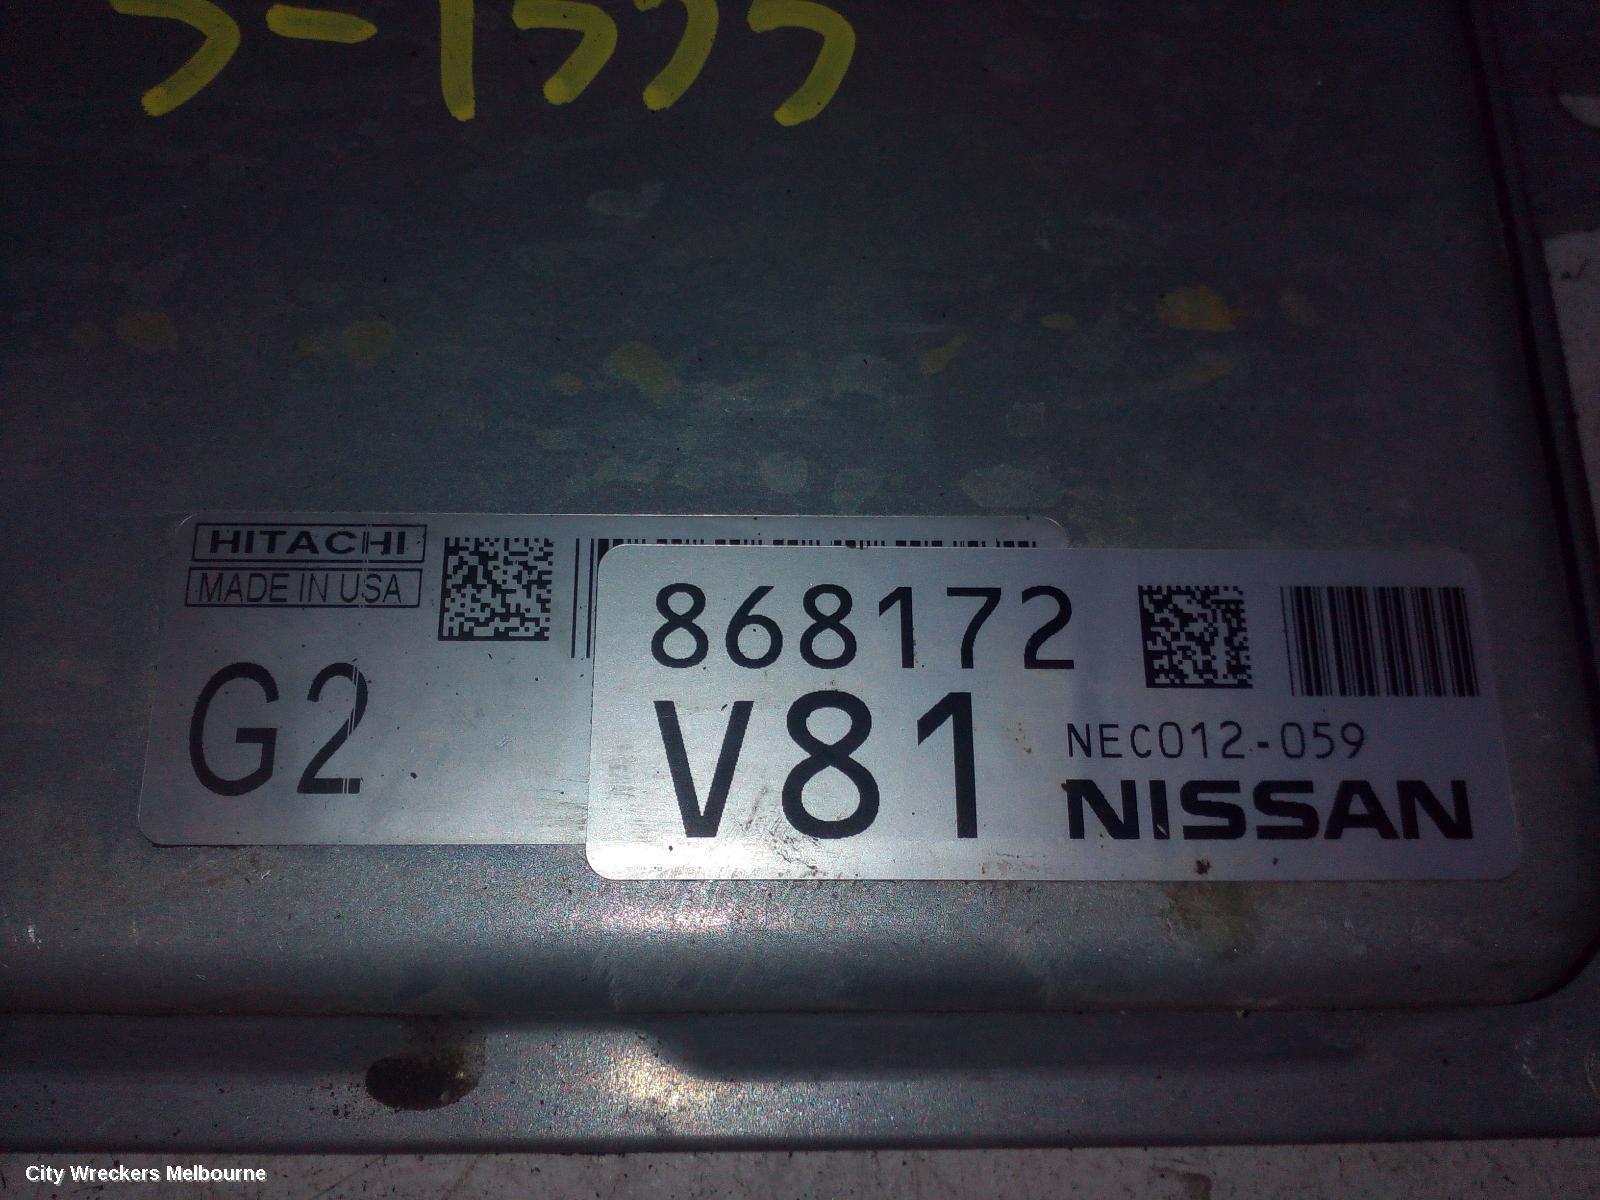 HITACHI
MADE IN USA
G2
868172
V81
NEC012-059
NISSAN
City Wreckers Melbourne